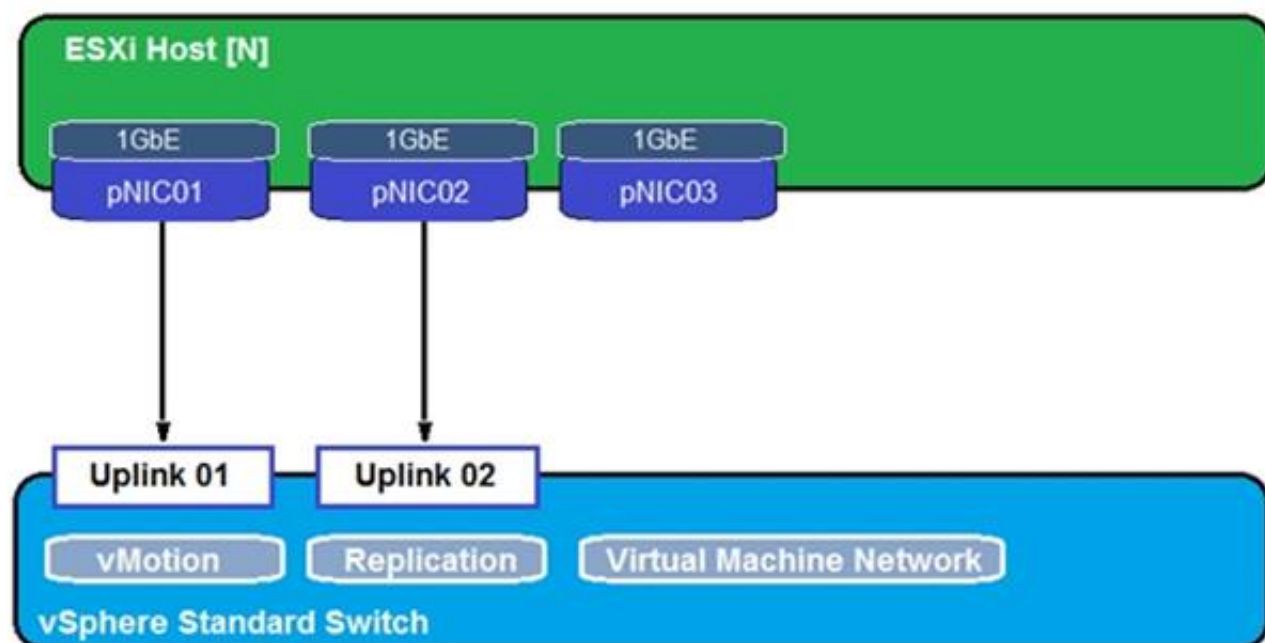 ESXi Host [N]
1GbE 1GbE 1GbE
pNIC01 pNIC02 pNIC03
Uplink 01 Uplink 02
vMotion Replication Virtual Machine Network
vSphere Standard Switch